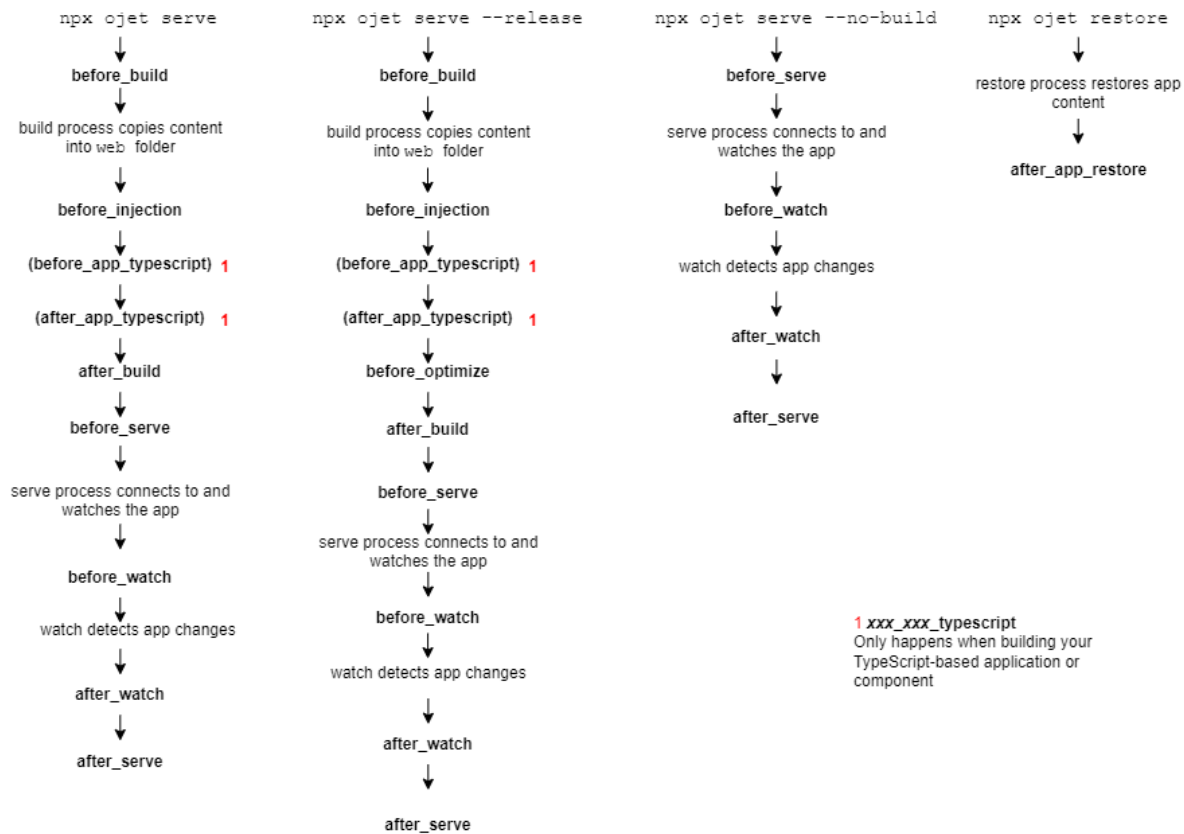 npx ojet serve
before_build
build process copies content
into web folder
before_injection
(before_app_typescript) 1
(after_app_typescript) 1
after_build
before_serve
serve process connects to and
watches the app
before_watch
watch detects app changes
after_watch
after_serve
npx ojet serve --release
before_build
build process copies content
into web folder
before_injection
(before_app_typescript) 1
(after_app_typescript) 1
before_optimize
after_build
before_serve
serve process connects to and
watches the app
before_watch
watch detects app changes
after_watch
after_serve
npx ojet serve --no-build
before_serve
serve process connects to and
watches the app
before_watch
watch detects app changes
after_watch
after_serve
npx ojet restore
restore process restores app
content
after_app_restore
1 xxx_xxx_typescript
Only happens when building your
TypeScript-based application or
component